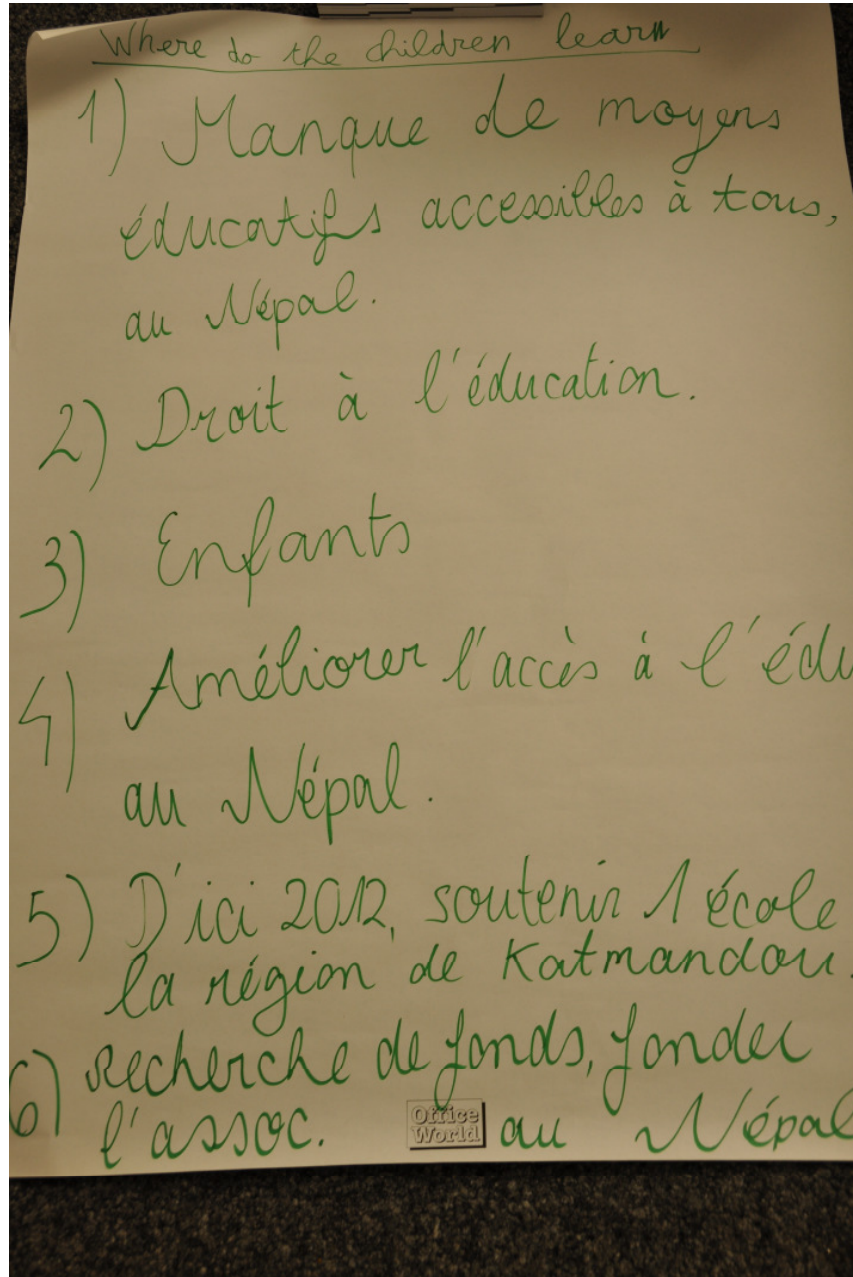 Where do the children learn
1) Manque de moyens
éducatifs accessibles à tous,
au Népal.
2) Droit à l'éducation.
3) Enfants
4) Améliorer l'accès à l'édu
au Népal.
5) D'ici 2012, soutenir 1 école
la région de Katmandou.
6) Recherche de fonds, fonder
l'assoc. au Népal
Office
World